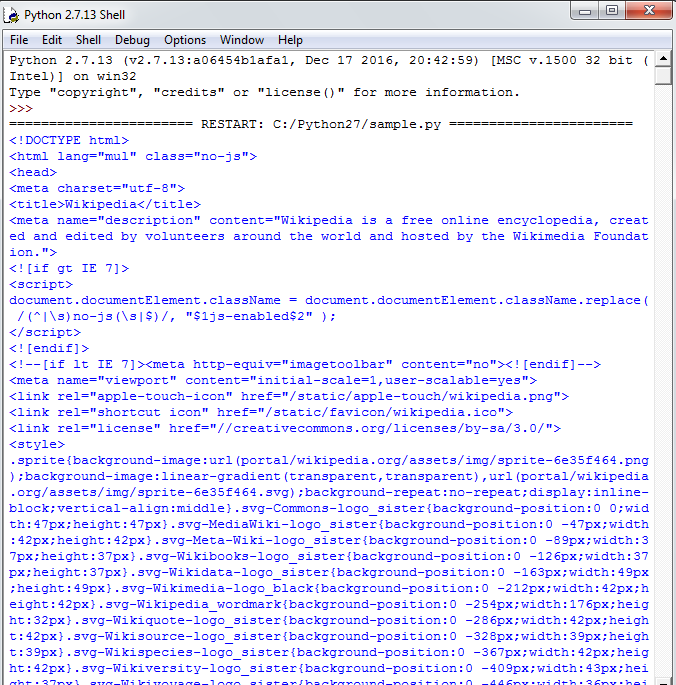 Python 2.7.13 Shell
File Edit Shell Debug Options Window Help
Python 2.7.13 (v2.7.13:a06454b1afa1, Dec 17 2016, 20:42:59) [MSC v.1500 32 bit (
Intel)] on win32
Type "copyright", "credits" or "license()" for more information.
>>>
======================= RESTART: C:/Python27/sample.py =======================
<!DOCTYPE html>
<html lang="mul" class="no-js">
<head>
<meta charset="utf-8">
<title>Wikipedia</title>
<meta name="description" content="Wikipedia is a free online encyclopedia, creat
ed and edited by volunteers around the world and hosted by the Wikimedia Foundat
ion.">
<![if gt IE 7]>
<script>
document.documentElement.className = document.documentElement.className.replace(
 /(^|\s)no-js(\s|$)/, "$1js-enabled$2" );
</script>
<![endif]>
<!--[if lt IE 7]><meta http-equiv="imagetoolbar" content="no"><![endif]-->
<meta name="viewport" content="initial-scale=1,user-scalable=yes">
<link rel="apple-touch-icon" href="/static/apple-touch/wikipedia.png">
<link rel="shortcut icon" href="/static/favicon/wikipedia.ico">
<link rel="license" href="//creativecommons.org/licenses/by-sa/3.0/">
<style>
.sprite{background-image:url(portal/wikipedia.org/assets/img/sprite-6e35f464.png
);background-image:linear-gradient(transparent,transparent),url(portal/wikipedia
.org/assets/img/sprite-6e35f464.svg);background-repeat:no-repeat;display:inline-
block;vertical-align:middle}.svg-Commons-logo_sister{background-position:0 0;wid
th:47px;height:47px}.svg-MediaWiki-logo_sister{background-position:0 -47px;width
:42px;height:42px}.svg-Meta-Wiki-logo_sister{background-position:0 -89px;width:3
7px;height:37px}.svg-Wikibooks-logo_sister{background-position:0 -126px;width:37
px;height:37px}.svg-Wikidata-logo_sister{background-position:0 -163px;width:49px
;height:49px}.svg-Wikimedia-logo_black{background-position:0 -212px;width:42px;h
eight:42px}.svg-Wikipedia_wordmark{background-position:0 -254px;width:176px;heig
ht:32px}.svg-Wikiquote-logo_sister{background-position:0 -286px;width:42px;heigh
t:42px}.svg-Wikisource-logo_sister{background-position:0 -328px;width:39px;heigh
t:39px}.svg-Wikispecies-logo_sister{background-position:0 -367px;width:42px;heig
ht:42px}.svg-Wikiversity-logo_sister{background-position:0 -409px;width:43px;hei
ght:37px}.svg-Wikivoyage-logo_sister{background-position:0 -446px;width:36px;hei